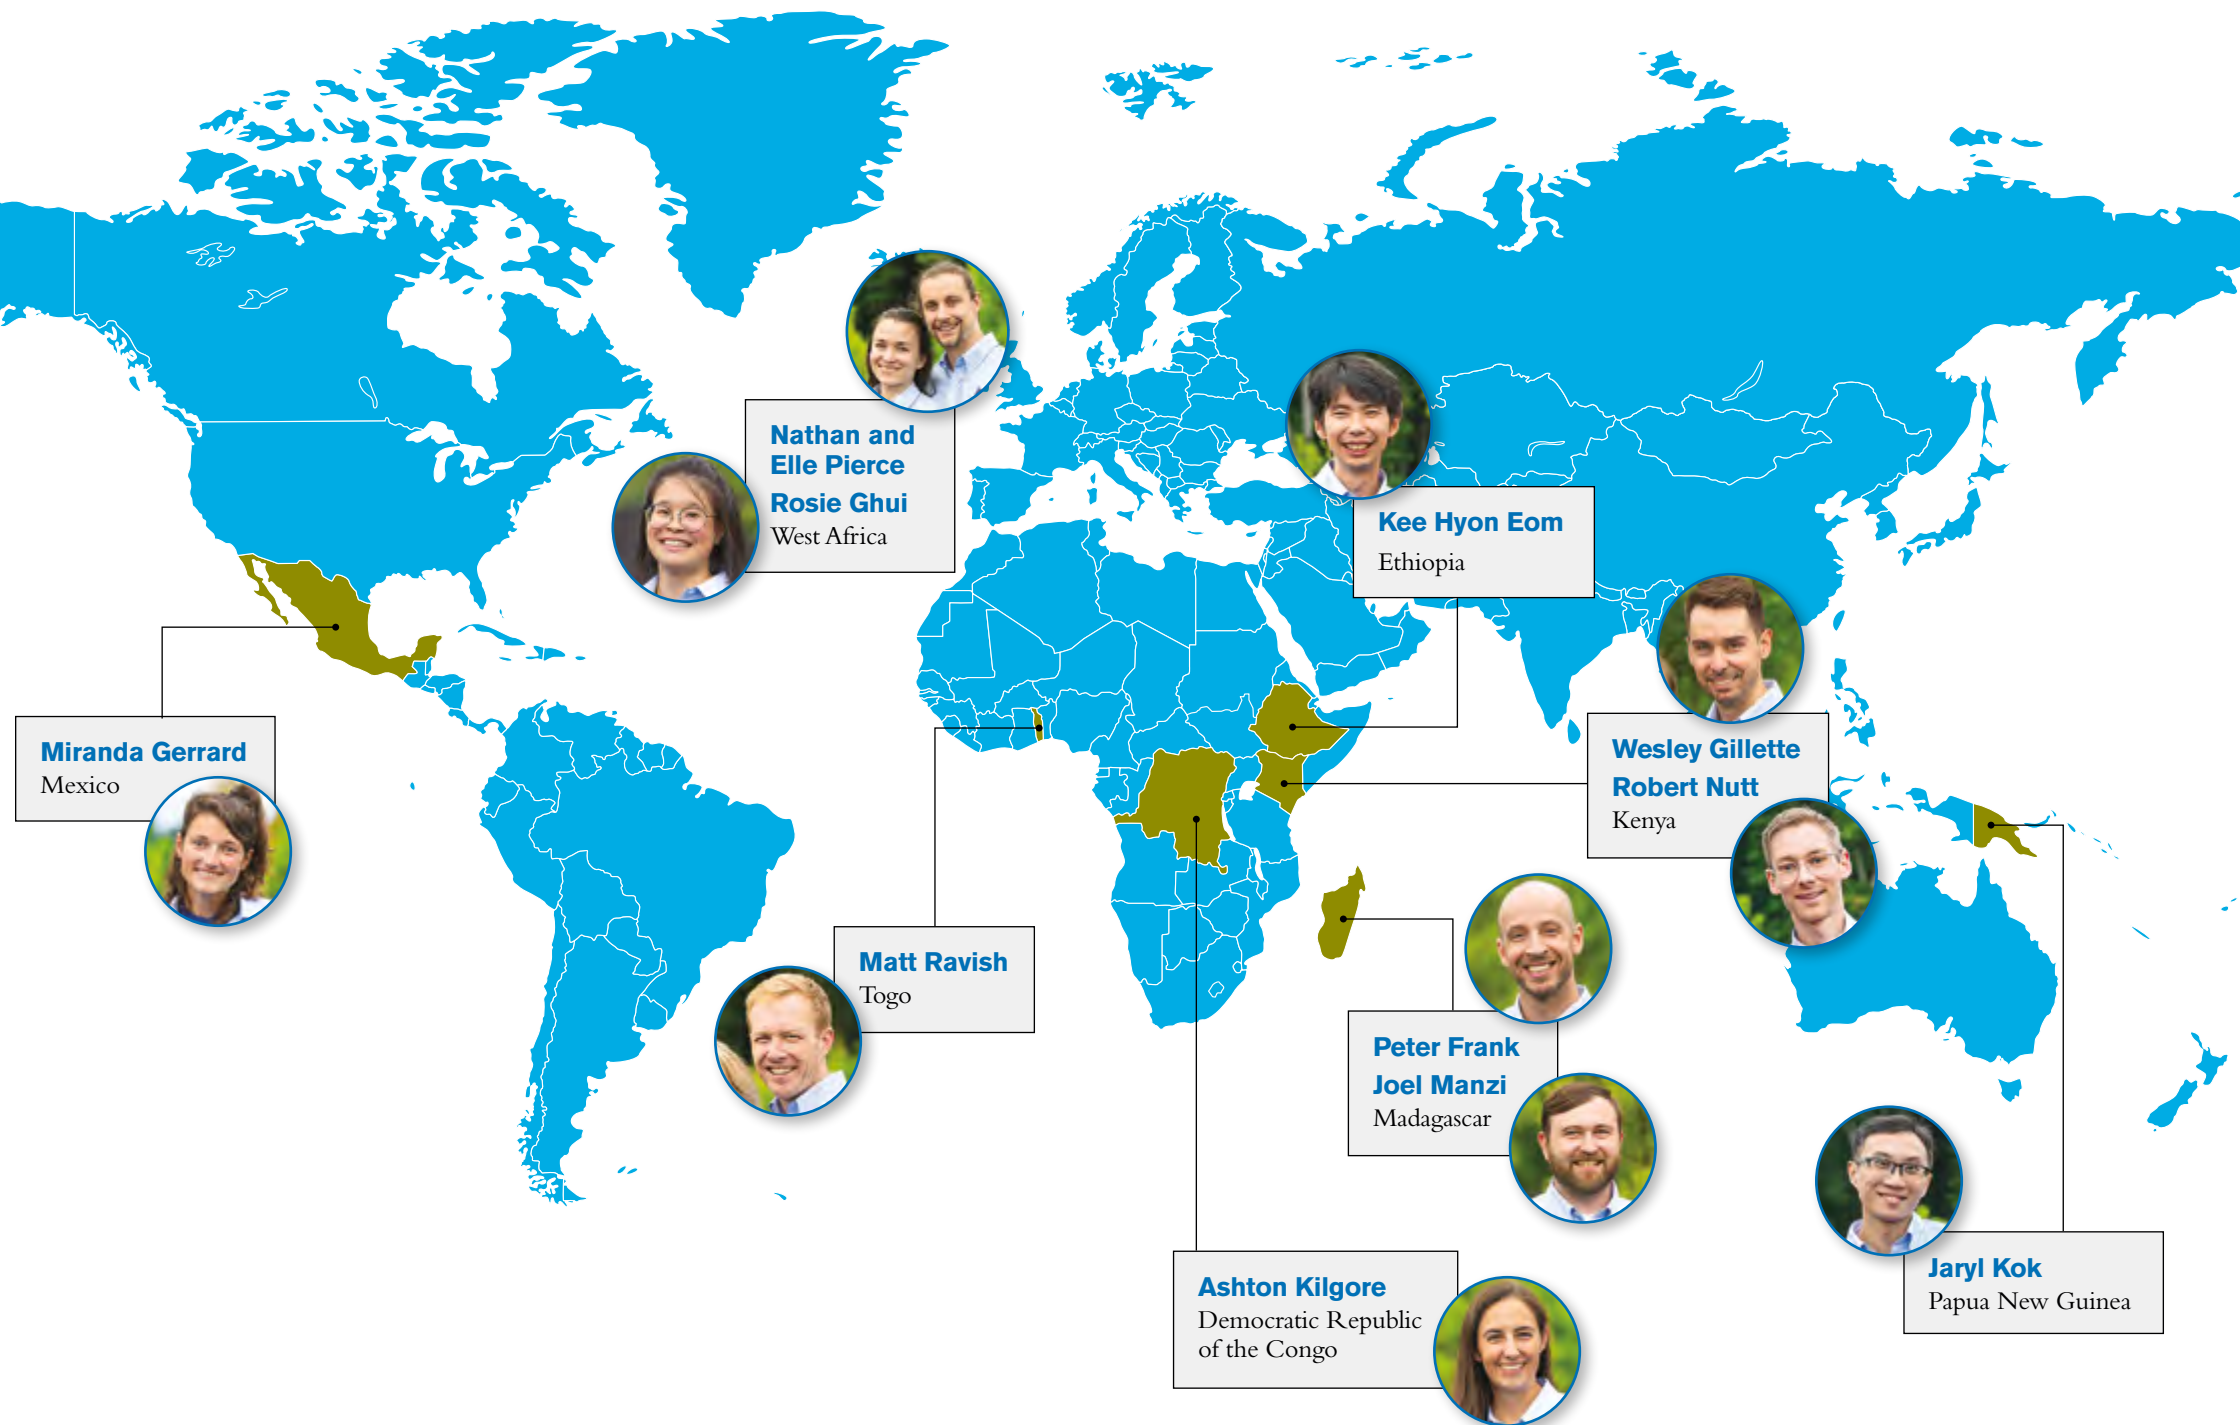 Nathan and
Elle Pierce
Rosie Ghui
West Africa
Kee Hyon Eom
Ethiopia
Miranda Gerrard
Mexico
Wesley Gillette
Robert Nutt
Kenya
Matt Ravish
Togo
Peter Frank
Joel Manzi
Madagascar
Ashton Kilgore
Democratic Republic
of the Congo
Jaryl Kok
Papua New Guinea